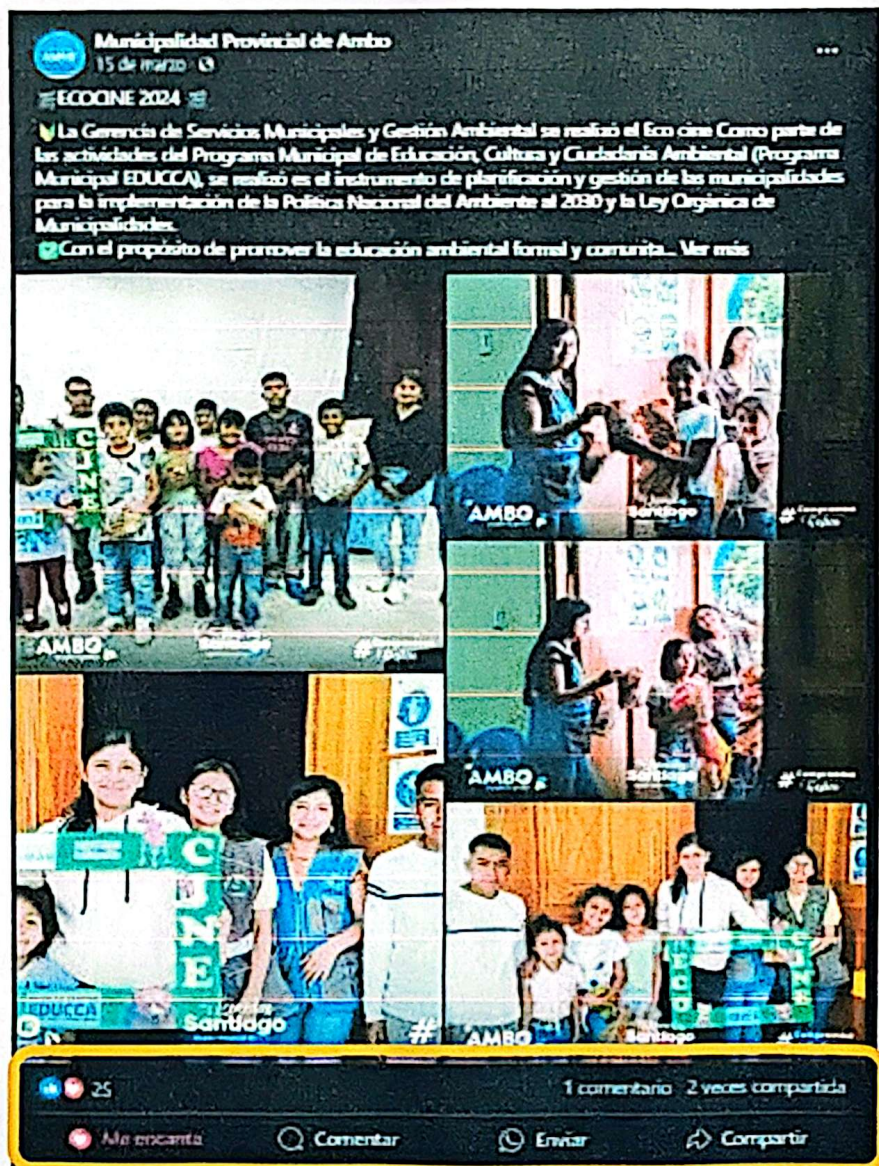 Municipalidad Provincial de Ambo
15 de marzo
ECOCINE 2024
La Gerencia de Servicios Municipales y Gestión Ambiental se realizó el Eco cine Como parte de
las actividades del Programa Municipal de Educación, Cultura y Ciudadanía Ambiental (Programa
Municipal EDUCCA), se realizó es el instrumento de planificación y gestión de las municipalidades
para la implementación de la Política Nacional del Ambiente al 2030 y la Ley Orgánica de
Municipalidades.
Con el propósito de promover la educación ambiental formal y comunita... Ver más
CINE
AMBO
Santiago
#
AMBO
Santiago
#
AMBO
Santiago
#
CINE
EDUCCA
Santiago
#
ECO
CINE
AMBO
Santiago
#
25
1 comentario 2 veces compartida
Me encanta
Comentar
Enviar
Compartir